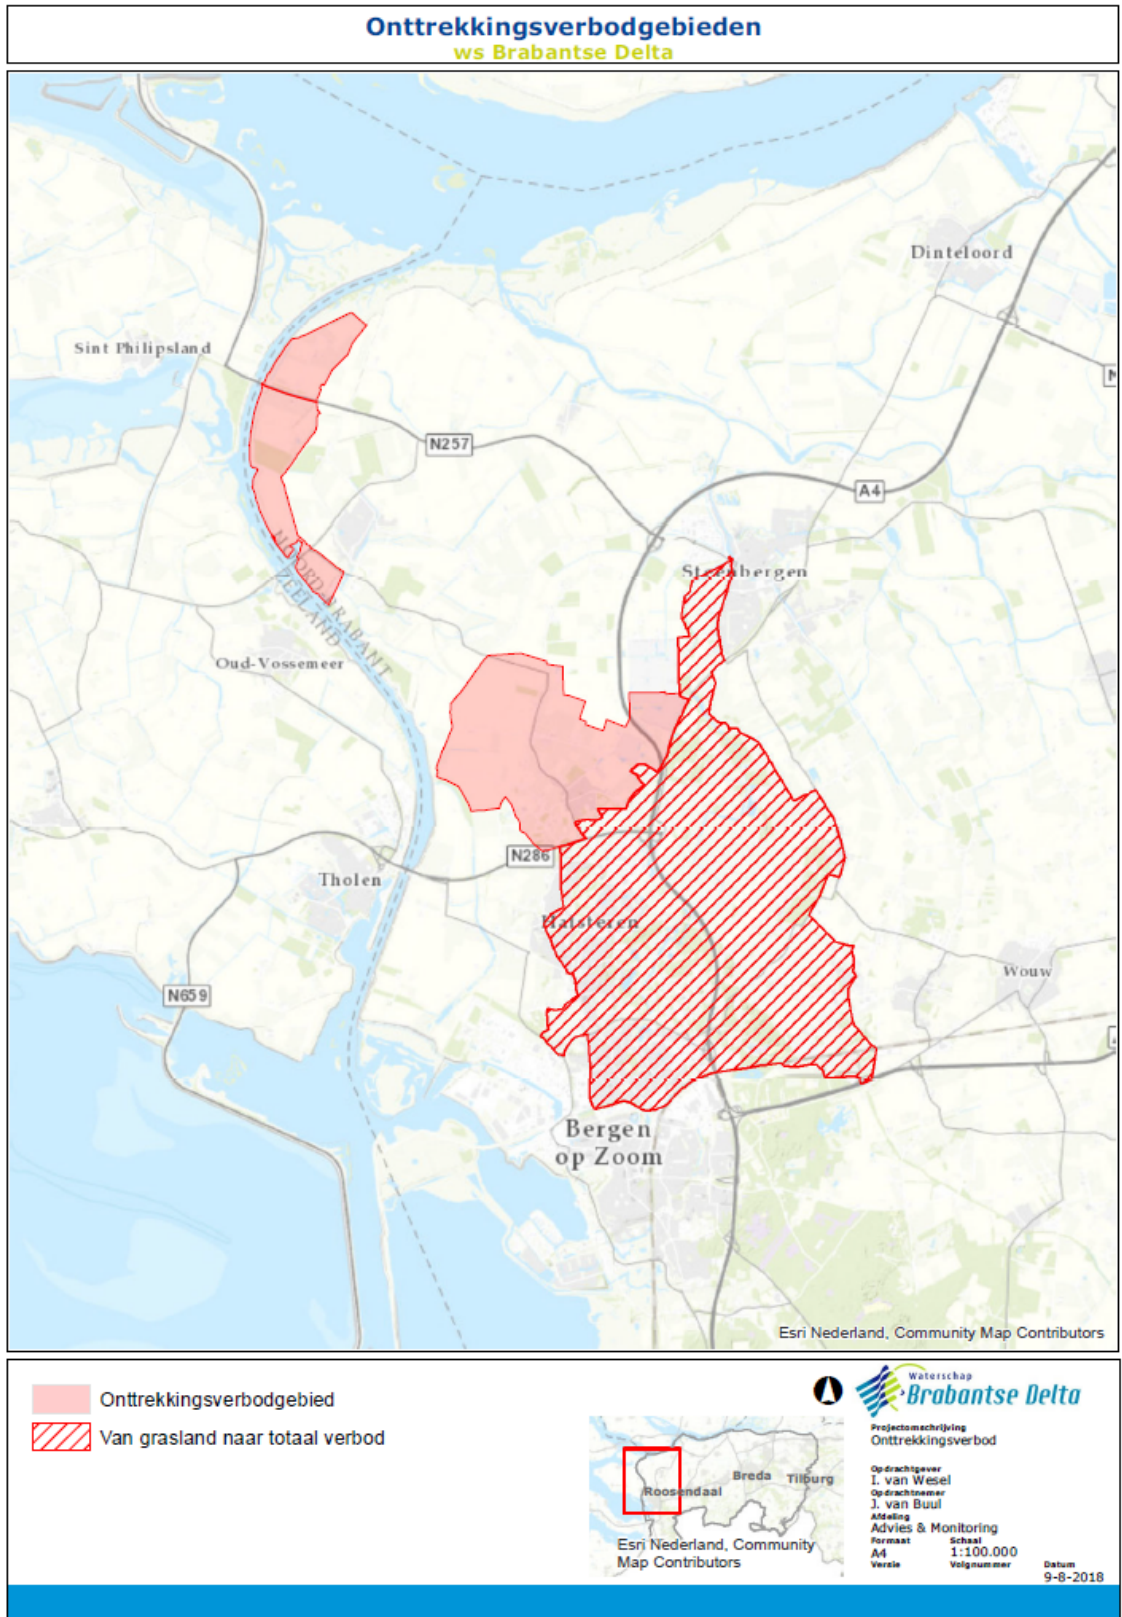 Onttrekkingsverbodgebieden
ws Brabantse Delta
Dinteloord
Sint Philipsland
N257
A4
Steenbergen
NOORD-BRABANT
ZEELAND
Oud-Vossemeer
N286
Tholen
Halsteren
Wouw
N659
Bergen
op Zoom
Esri Nederland, Community Map Contributors
Onttrekkingsverbodgebied
Van grasland naar totaal verbod
Breda
Tilburg
Roosendaal
Esri Nederland, Community
Map Contributors
Waterschap
Brabantse Delta
Projectomschrijving
Onttrekkingsverbod
Opdrachtgever
I. van Wesel
Opdrachtnemer
J. van Buul
Afdeling
Advies & Monitoring
Formaat Schaal
A4 1:100.000
Versie Volgnummer Datum
9-8-2018